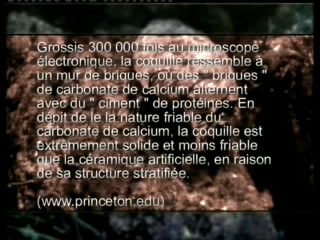 Grossis 300 000 fois au microscope
électronique, la coquille ressemble à
un mur de briques, où des " briques "
de carbonate de calcium alternent
avec du " ciment " de protéines. En
dépit de le la nature friable du
carbonate de calcium, la coquille est
extrêmement solide et moins friable
que la céramique artificielle, en raison
de sa structure stratifiée.
(www.princeton.edu)